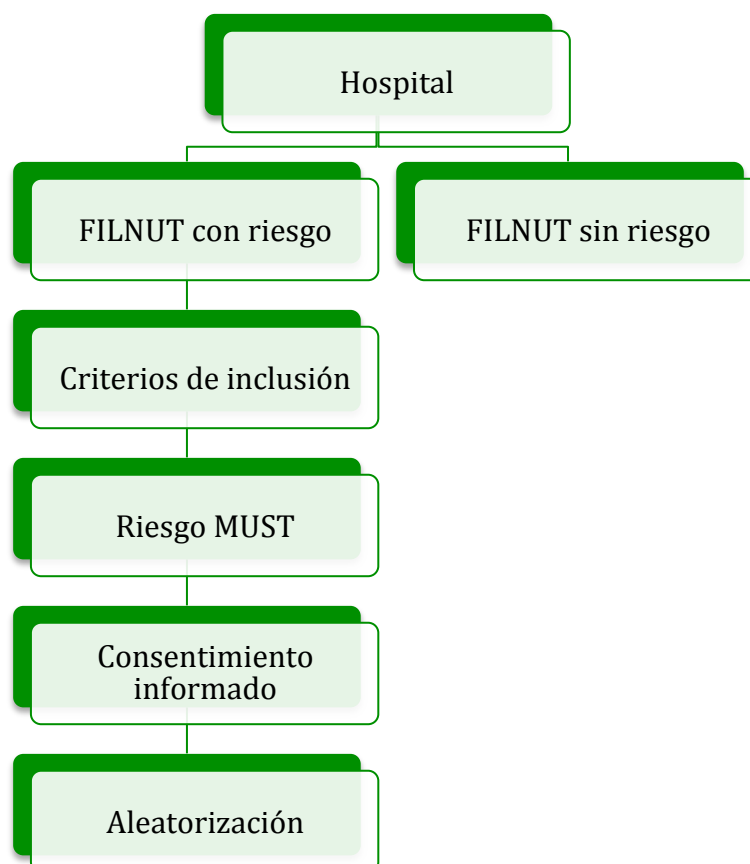 Hospital
FILNUT con riesgo
FILNUT sin riesgo
Criterios de inclusión
Riesgo MUST
Consentimiento
informado
Aleatorización